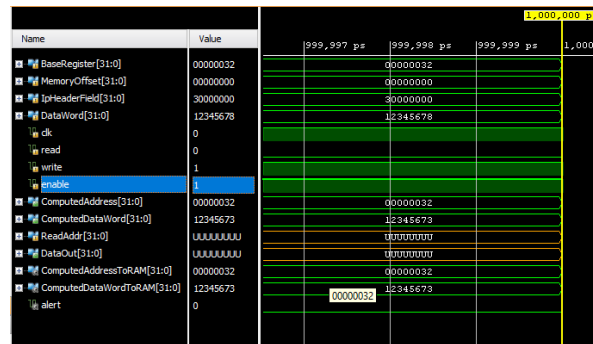 1,000,000 p
Name Value 999,997 ps 999,998 ps 999,999 ps 1,000
BaseRegister[31:0] 00000032 00000032
MemoryOffset[31:0] 00000000 00000000
IpHeaderField[31:0] 30000000 30000000
DataWord[31:0] 12345678 12345678
clk 0
read 0
write 1
enable 1
ComputedAddress[31:0] 00000032 00000032
ComputedDataWord[31:0] 12345673 12345673
ReadAddr[31:0] UUUUUUUU UUUUUUUU
DataOut[31:0] UUUUUUUU UUUUUUUU
ComputedAddressToRAM[31:0] 00000032 00000032
ComputedDataWordToRAM[31:0] 12345673 12345673
00000032
alert 0